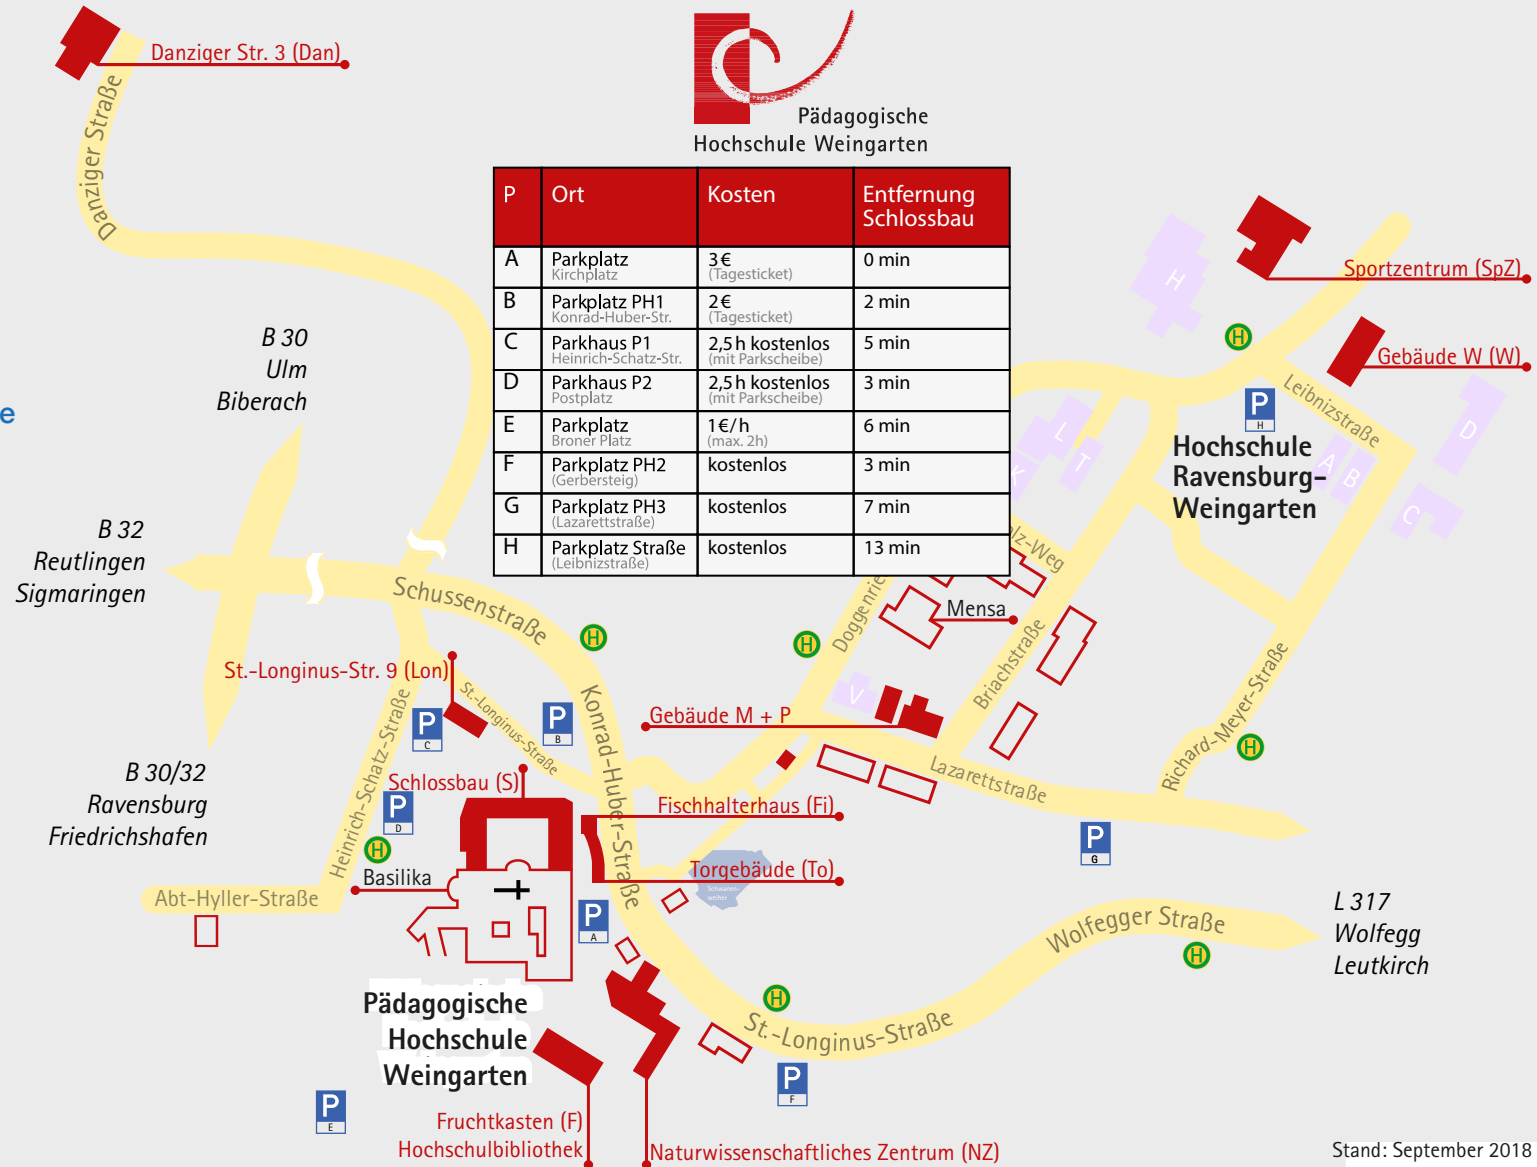 Danziger Str. 3 (Dan)
Danziger Straße
Pädagogische
Hochschule Weingarten
P Ort Kosten Entfernung Schlossbau
A Parkplatz Kirchplatz 3€ (Tagesticket) 0 min
B Parkplatz PH1 Konrad-Huber-Str. 2€ (Tagesticket) 2 min
C Parkhaus P1 Heinrich-Schatz-Str. 2,5h kostenlos (mit Parkscheibe) 5 min
D Parkhaus P2 Postplatz 2,5h kostenlos (mit Parkscheibe) 3 min
E Parkplatz Broner Platz 1€/h (max. 2h) 6 min
F Parkplatz PH2 (Gerbersteig) kostenlos 3 min
G Parkplatz PH3 (Lazarettstraße) kostenlos 7 min
H Parkplatz Straße (Leibnizstraße) kostenlos 13 min
H
Sportzentrum (SpZ)
H
Gebäude W (W)
Leibnizstraße
P
H
Hochschule
Ravensburg-
Weingarten
L
T
K
A
B
D
C
B 30
Ulm
Biberach
e
B 32
Reutlingen
Sigmaringen
Schussenstraße
H
H
Doggenrie
olz-Weg
Mensa
Briachstraße
Richard-Meyer-Straße
H
St.-Longinus-Str. 9 (Lon)
St.-Longinus-Straße
Konrad-Huber-Straße
Heinrich-Schatz-Straße
P
C
P
B
V
Gebäude M + P
Lazarettstraße
B 30/32
Ravensburg
Friedrichshafen
Schlossbau (S)
P
D
H
Fischhalterhaus (Fi)
P
G
Torgebäude (To)
Schwanen-
weiher
Basilika
Abt-Hyller-Straße
P
A
L 317
Wolfegg
Leutkirch
Wolfegger Straße
H
H
St.-Longinus-Straße
Pädagogische
Hochschule
Weingarten
P
F
P
E
Fruchtkasten (F)
Hochschulbibliothek
Naturwissenschaftliches Zentrum (NZ)
Stand: September 2018